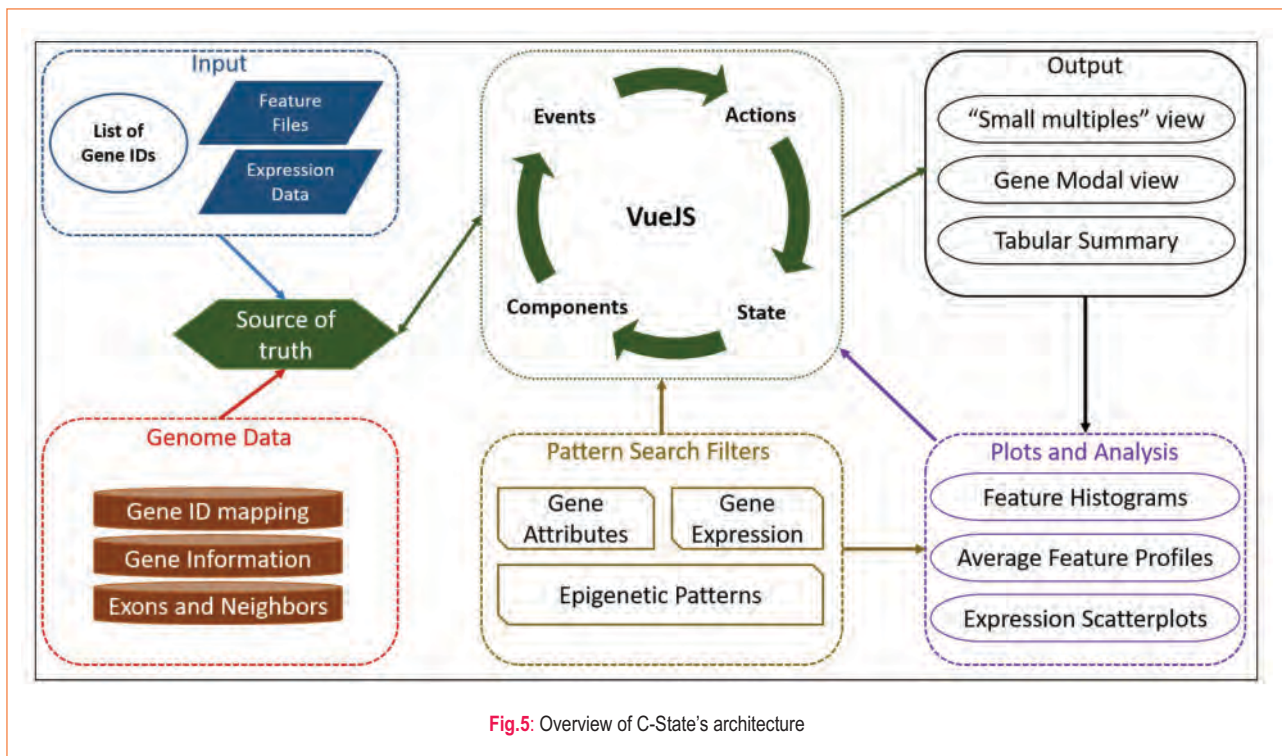 Input
List of
Gene IDs
Feature
Files
Expression
Data
Source of
truth
Genome Data
Gene ID mapping
Gene Information
Exons and Neighbors
Events
Actions
VueJS
Components
State
Pattern Search Filters
Gene
Attributes
Gene
Expression
Epigenetic Patterns
Output
“Small multiples” view
Gene Modal view
Tabular Summary
Plots and Analysis
Feature Histograms
Average Feature Profiles
Expression Scatterplots
Fig.5: Overview of C-State’s architecture